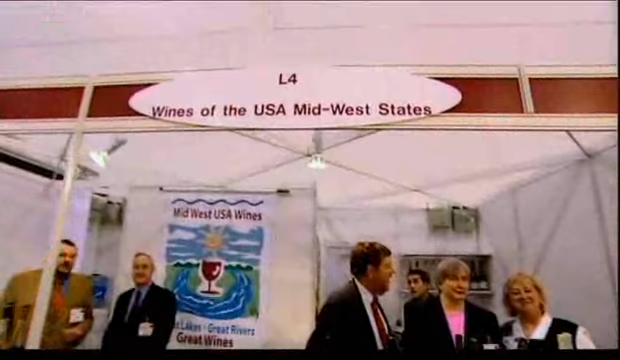 L4
Wines of the USA Mid-West States
Mid West USA Wines
Lakes - Great Rivers
Great Wines